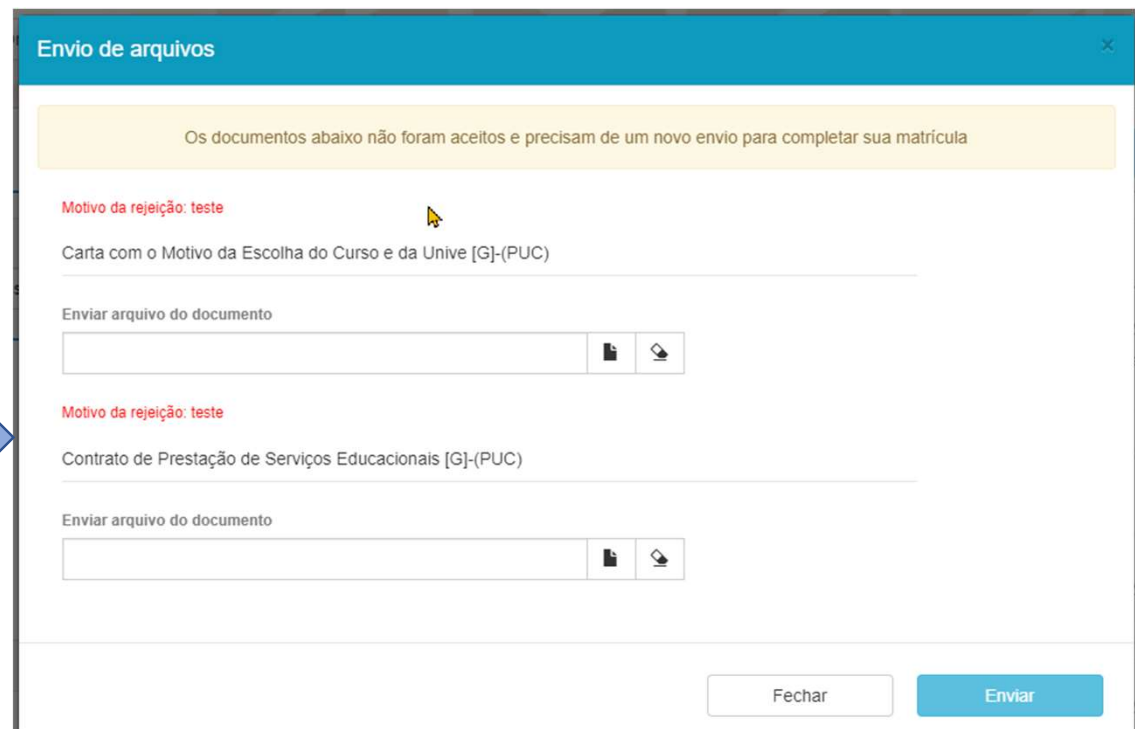 Envio de arquivos
Os documentos abaixo não foram aceitos e precisam de um novo envio para completar sua matrícula
Motivo da rejeição: teste
Carta com o Motivo da Escolha do Curso e da Unive [G]-(PUC)
Enviar arquivo do documento
Motivo da rejeição: teste
Contrato de Prestação de Serviços Educacionais [G]-(PUC)
Enviar arquivo do documento
Fechar
Enviar